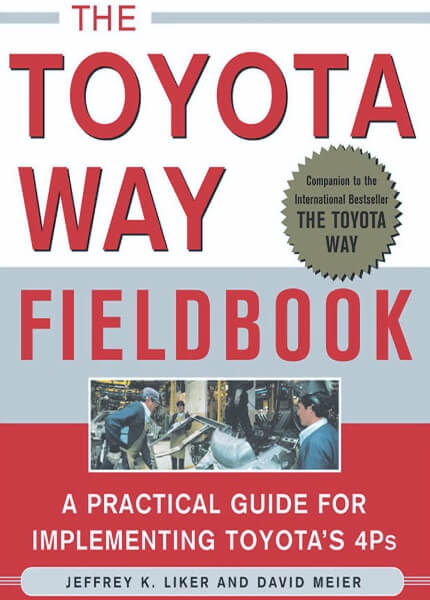 THE
TOYOTA
WAY
Companion to the
International Bestseller
THE TOYOTA
WAY
FIELDBOOK
A PRACTICAL GUIDE FOR
IMPLEMENTING TOYOTA'S 4Ps
JEFFREY K. LIKER AND DAVID MEIER